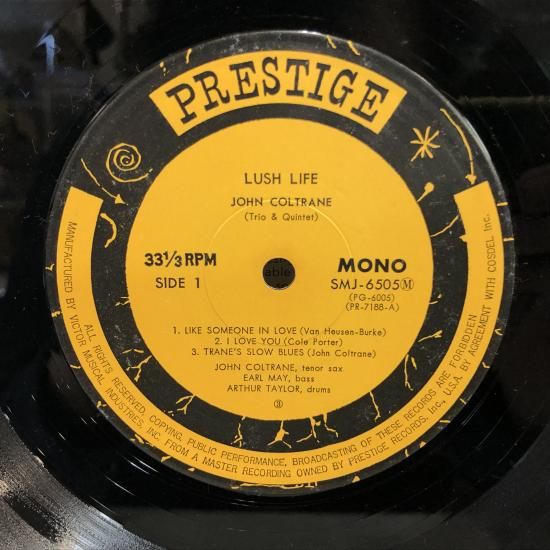 PRESTIGE
LUSH LIFE
JOHN COLTRANE
(Trio & Quintet)
33 1/3 RPM
SIDE 1
MONO
SMJ-6505Ⓜ
(PG-6005)
(PR-7188-A)
able
1. LIKE SOMEONE IN LOVE (Van Heusen-Burke)
2. I LOVE YOU (Cole Porter)
3. TRANE'S SLOW BLUES (John Coltrane)
JOHN COLTRANE, tenor sax
EARL MAY, bass
ARTHUR TAYLOR, drums
③
ALL RIGHTS RESERVED, COPYING, PUBLIC PERFORMANCE, BROADCASTING OF THESE RECORDS ARE FORBIDDEN
MANUFACTURED BY VICTOR MUSICAL INDUSTRIES, INC. FROM A MASTER RECORDING OWNED BY PRESTIGE RECORDS, Inc., U.S.A. BY AGREEMENT WITH COSDEL Inc.